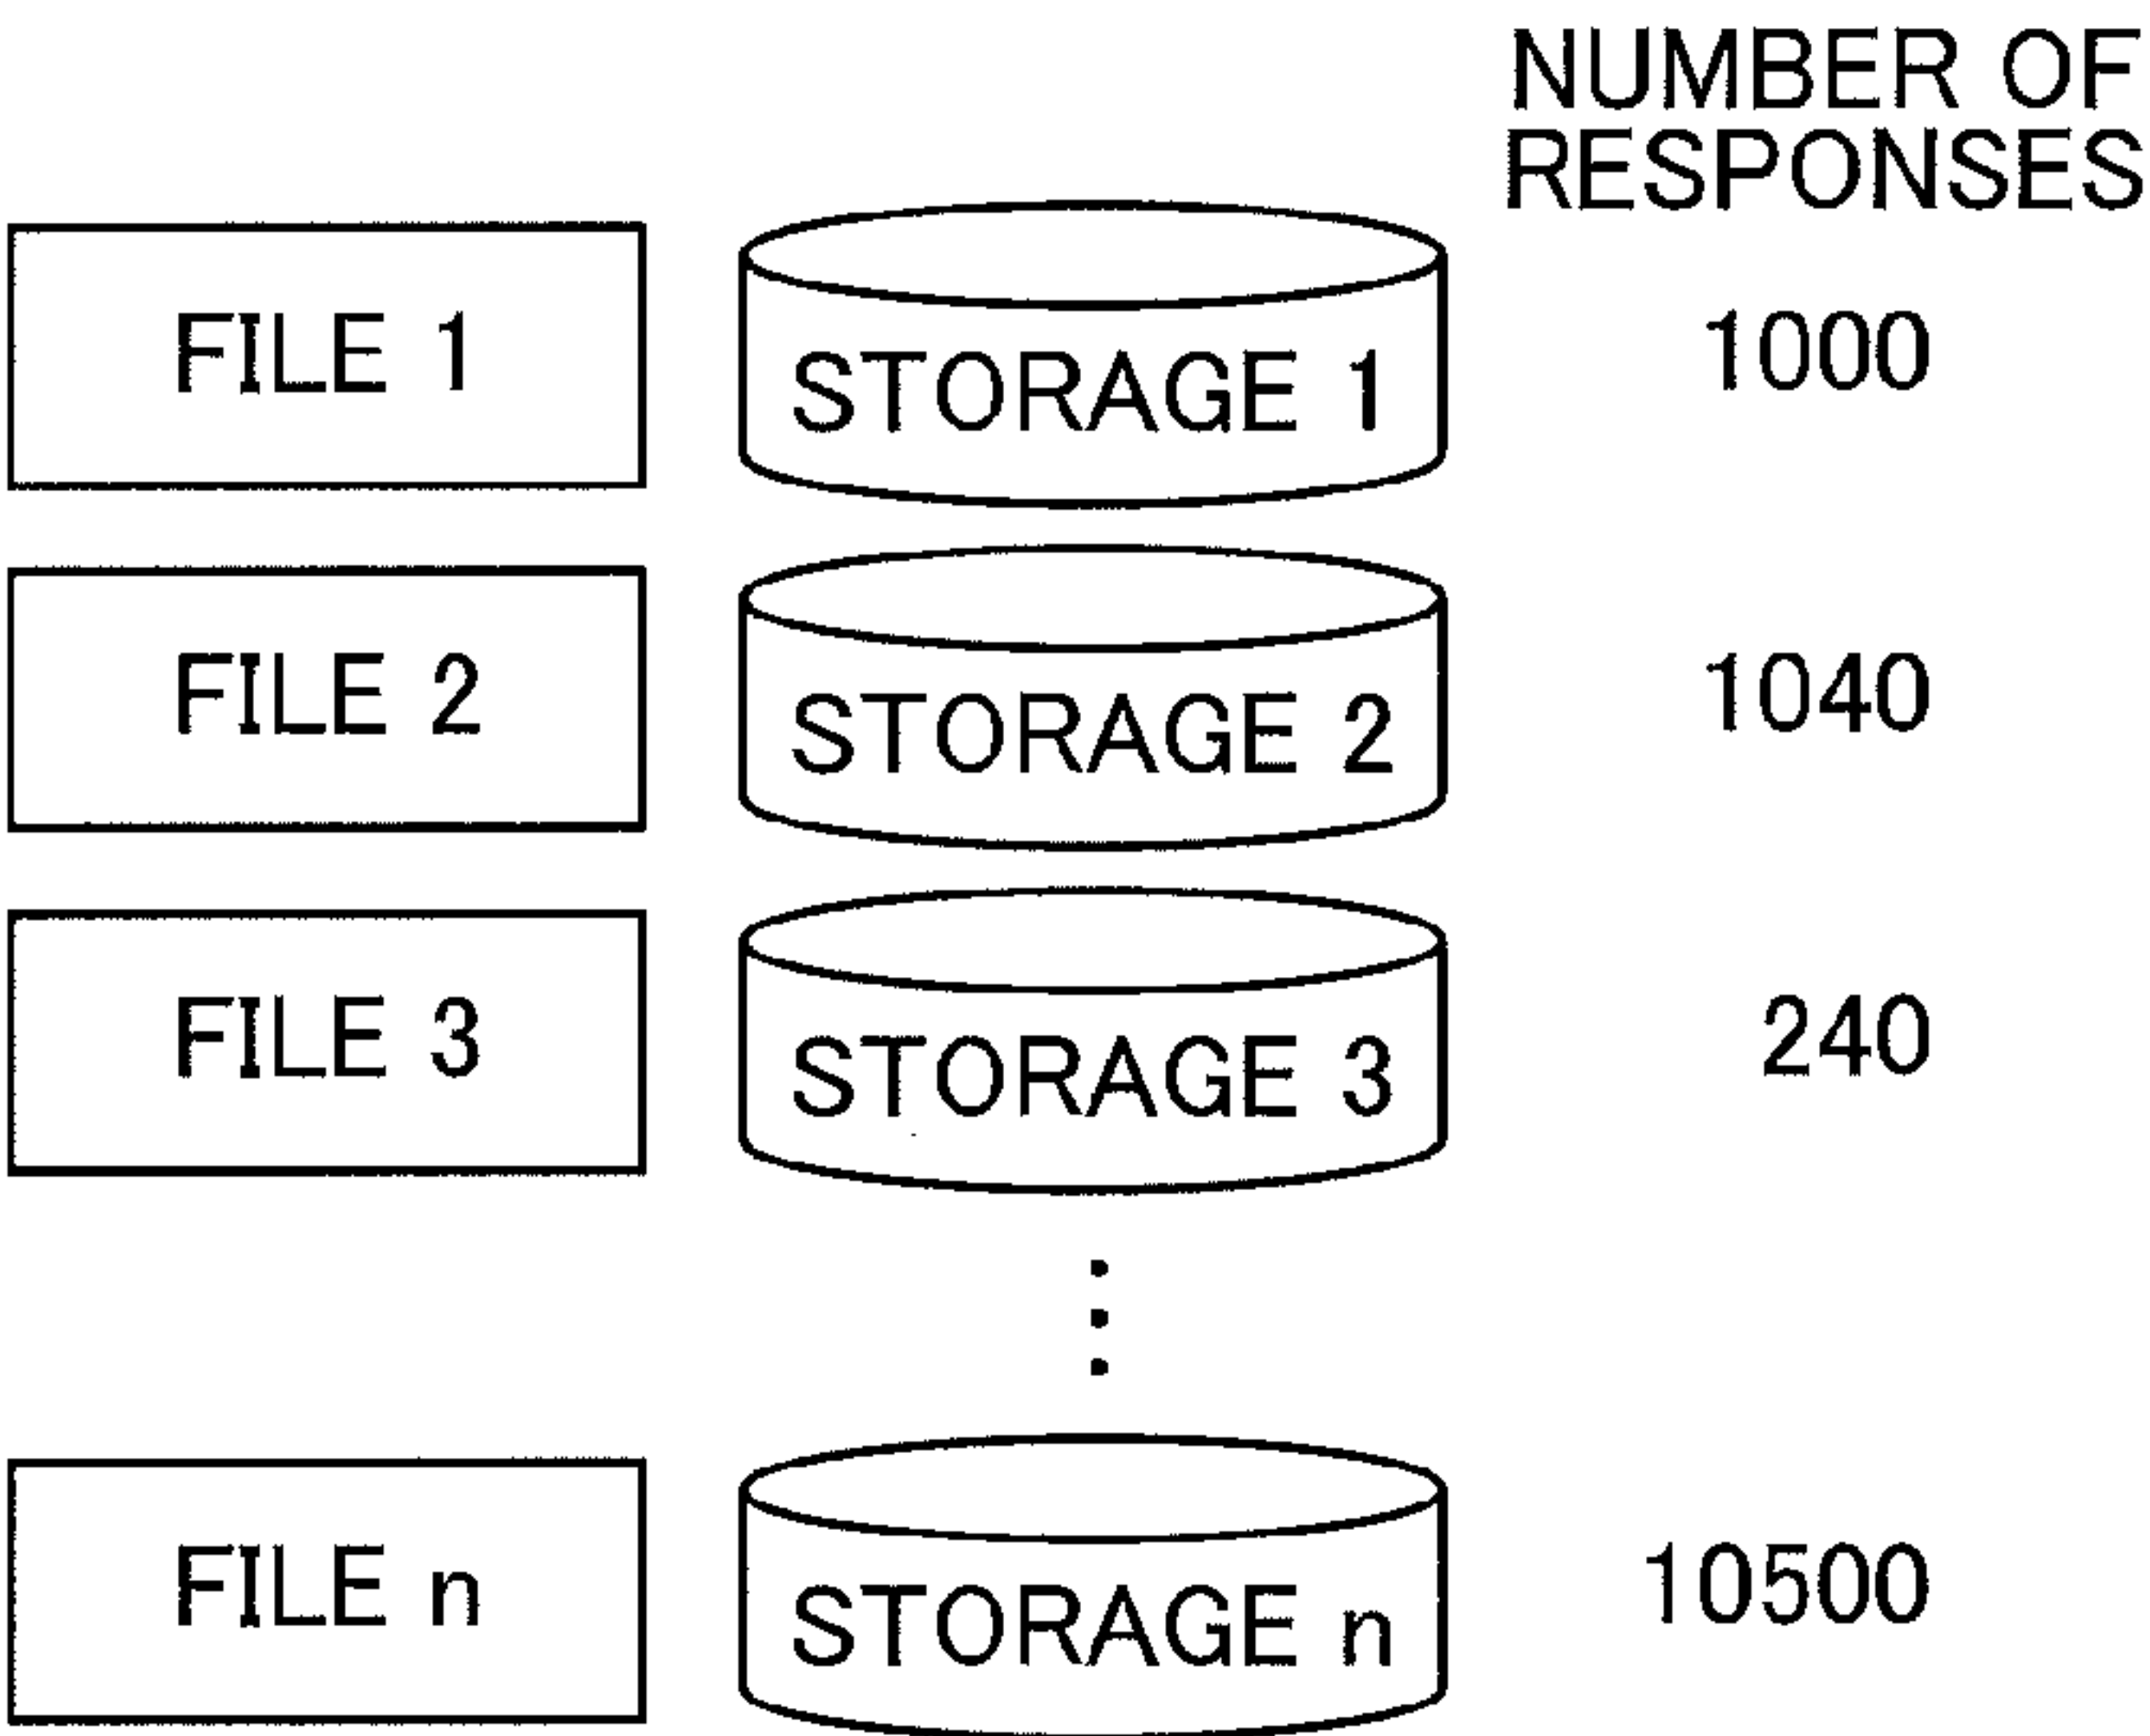 NUMBER OF
RESPONSES
FILE 1 STORAGE 1 1000
FILE 2 STORAGE 2 1040
FILE 3 STORAGE 3 240
FILE n STORAGE n 10500